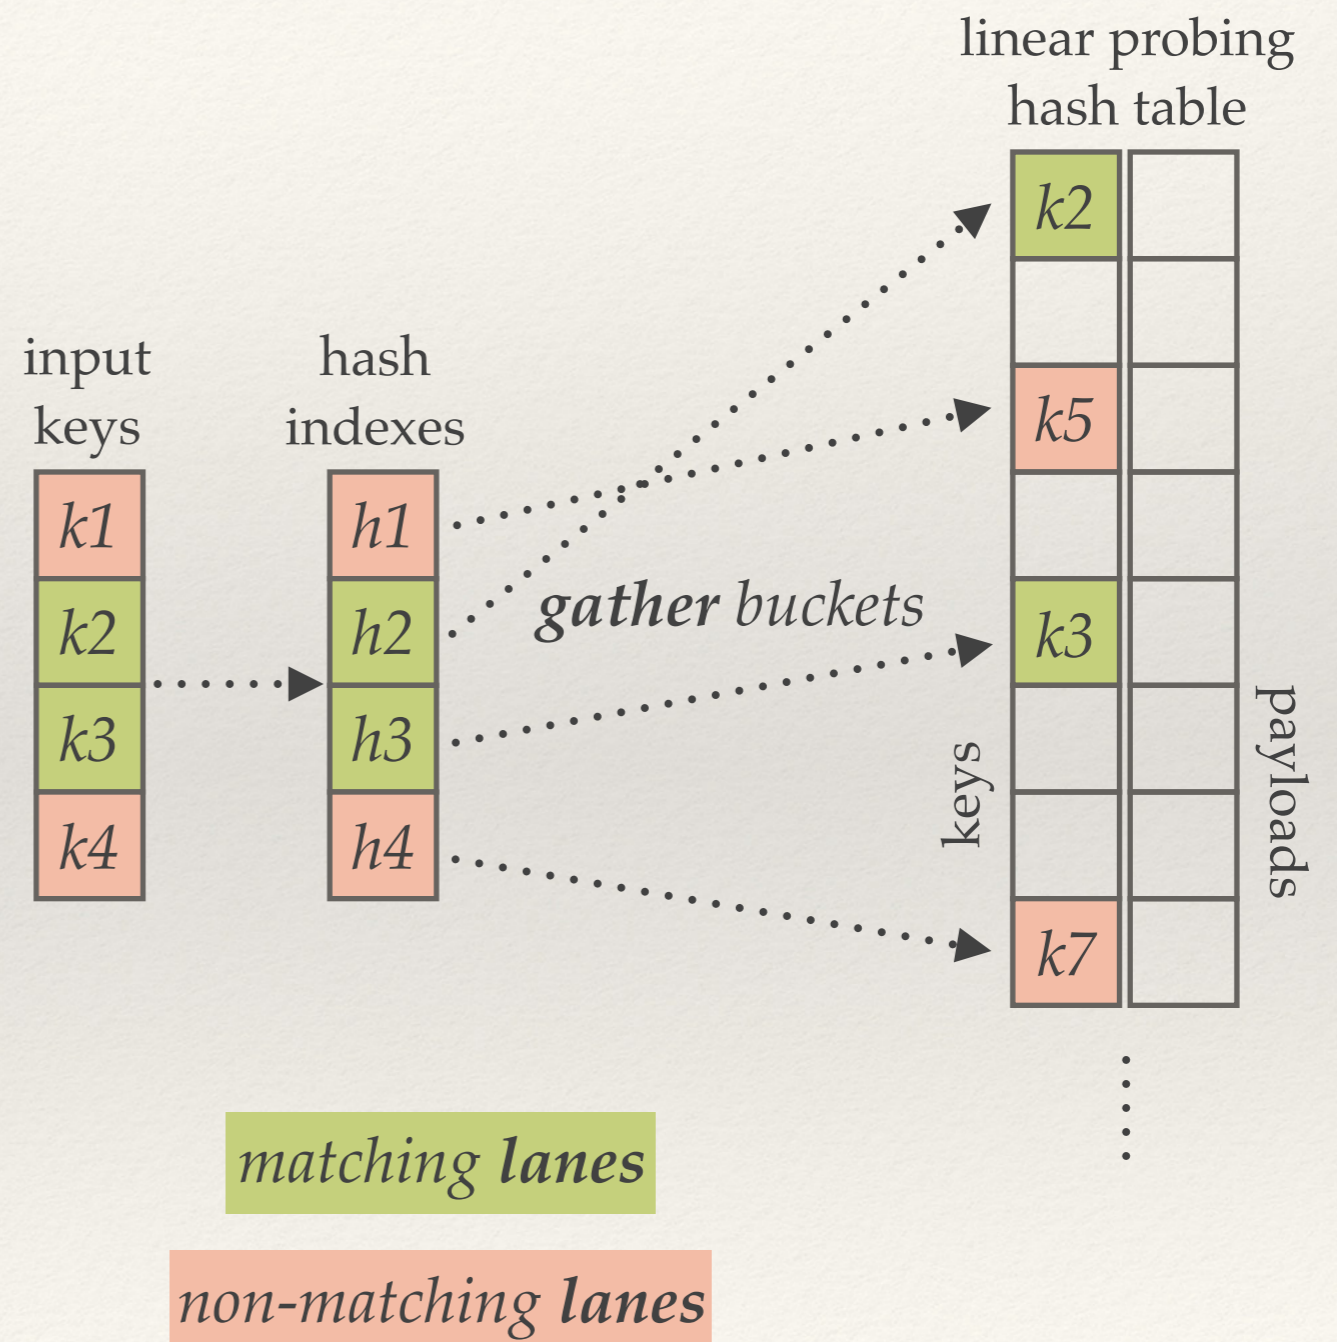 linear probing
hash table
input
keys
hash
indexes
k1
k2
k3
k4
h1
h2
h3
h4
gather buckets
k2
k5
k3
k7
keys
payloads
matching lanes
non-matching lanes